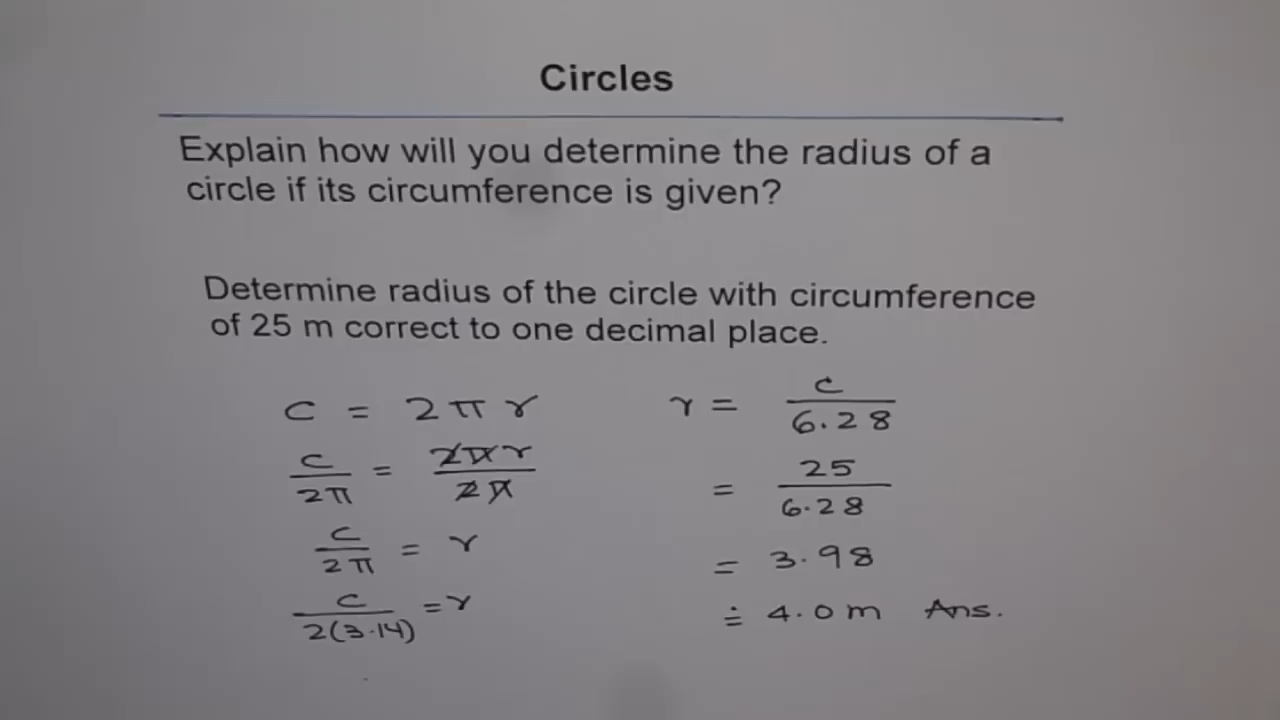 Circles
Explain how will you determine the radius of a
circle if its circumference is given?
Determine radius of the circle with circumference
of 25 m correct to one decimal place.
C = 2πr
C/2π = 2πr/2π
C/2π = r
C/2(3.14) = r
r = C/6.28
= 25/6.28
= 3.98
≐ 4.0 m Ans.